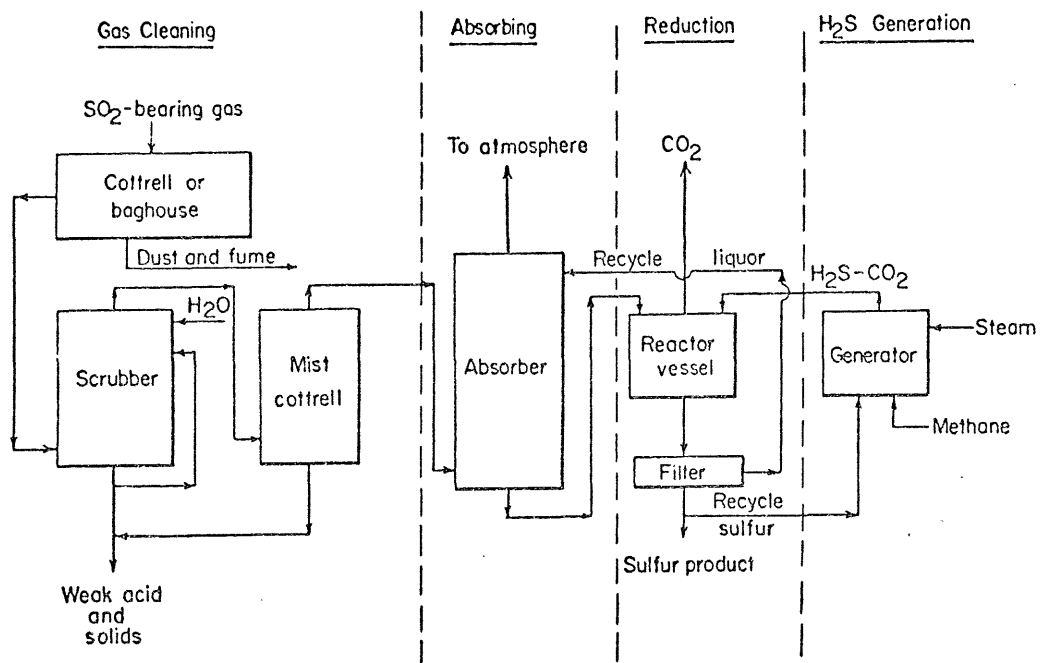 Gas Cleaning
Absorbing
Reduction
H₂S Generation
SO₂-bearing gas
Cottrell or
baghouse
Dust and fume
H₂O
Scrubber
Mist
cottrell
Weak acid
and
solids
To atmosphere
Absorber
CO₂
Recycle liquor
Reactor
vessel
Filter
Recycle
sulfur
Sulfur product
H₂S-CO₂
Steam
Generator
Methane